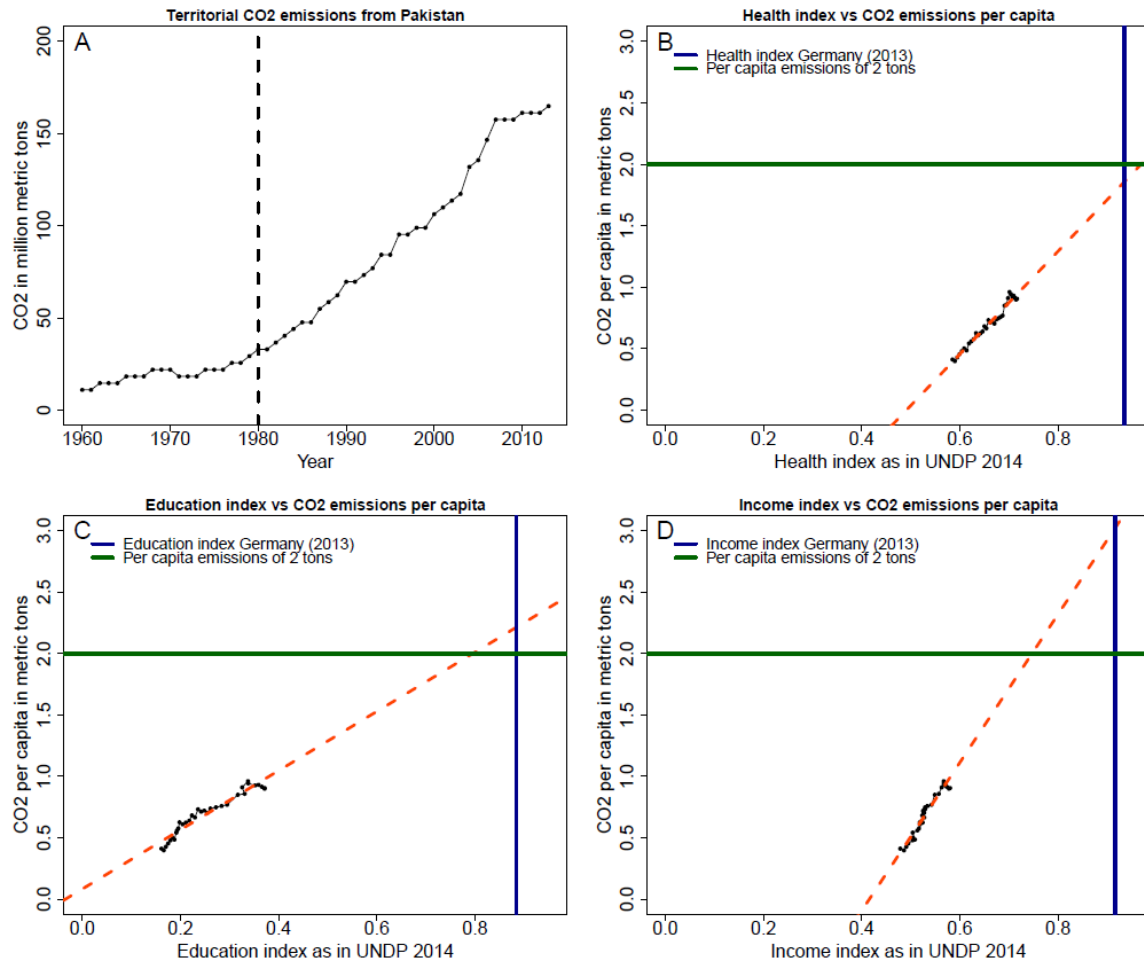 Territorial CO2 emissions from Pakistan
A
CO2 in million metric tons
200
150
100
50
0
1960 1970 1980 1990 2000 2010
Year
Health index vs CO2 emissions per capita
B
Health index Germany (2013)
Per capita emissions of 2 tons
CO2 per capita in metric tons
3.0
2.5
2.0
1.5
1.0
0.5
0.0
0.0 0.2 0.4 0.6 0.8
Health index as in UNDP 2014
Education index vs CO2 emissions per capita
C
Education index Germany (2013)
Per capita emissions of 2 tons
CO2 per capita in metric tons
3.0
2.5
2.0
1.5
1.0
0.5
0.0
0.0 0.2 0.4 0.6 0.8
Education index as in UNDP 2014
Income index vs CO2 emissions per capita
D
Income index Germany (2013)
Per capita emissions of 2 tons
CO2 per capita in metric tons
3.0
2.5
2.0
1.5
1.0
0.5
0.0
0.0 0.2 0.4 0.6 0.8
Income index as in UNDP 2014